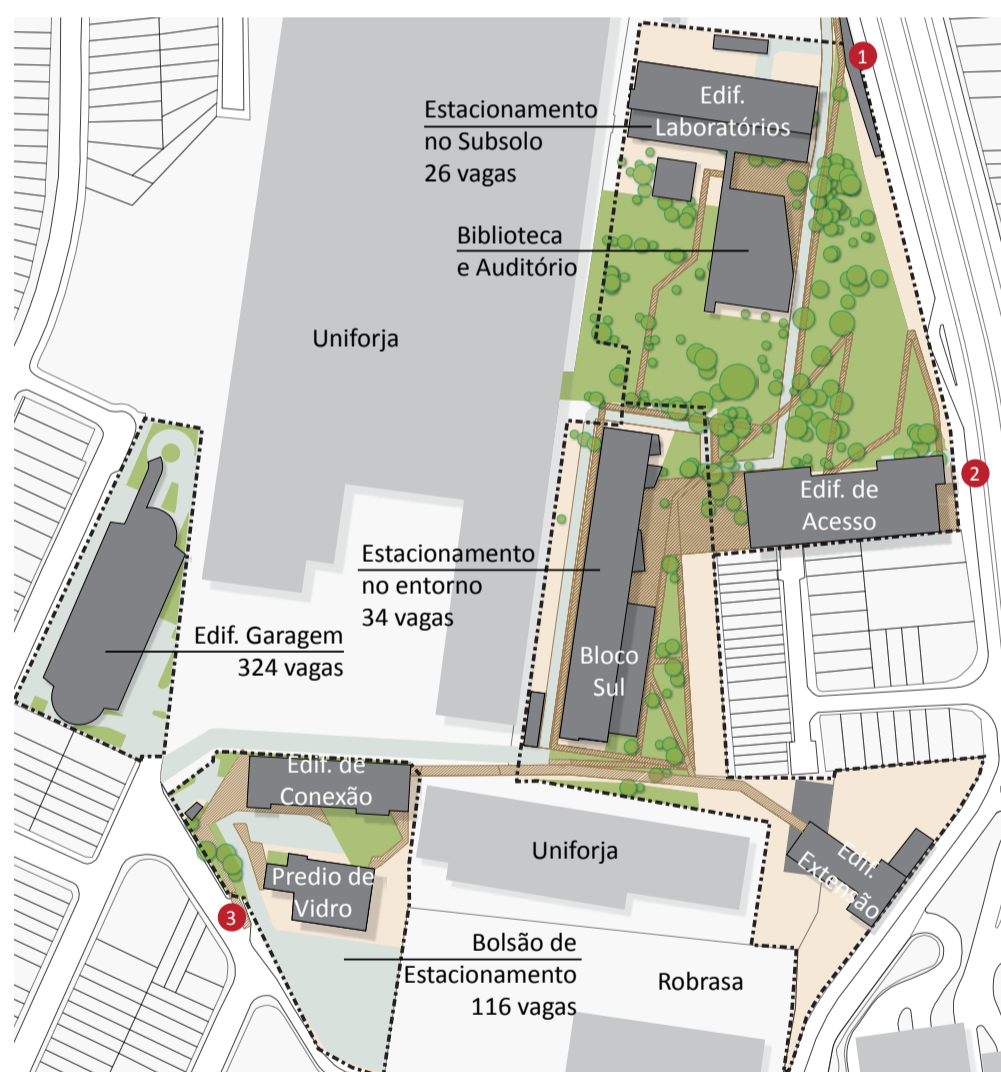 1
Edif.
Laboratórios
Estacionamento
no Subsolo
26 vagas
Biblioteca
e Auditório
Uniforja
2
Edif. de
Acesso
Estacionamento
no entorno
34 vagas
Edif. Garagem
324 vagas
Bloco
Sul
Edif. de
Conexão
Uniforja
Edif.
Extensão
Predio de
Vidro
3
Bolsão de
Estacionamento
116 vagas
Robrasa